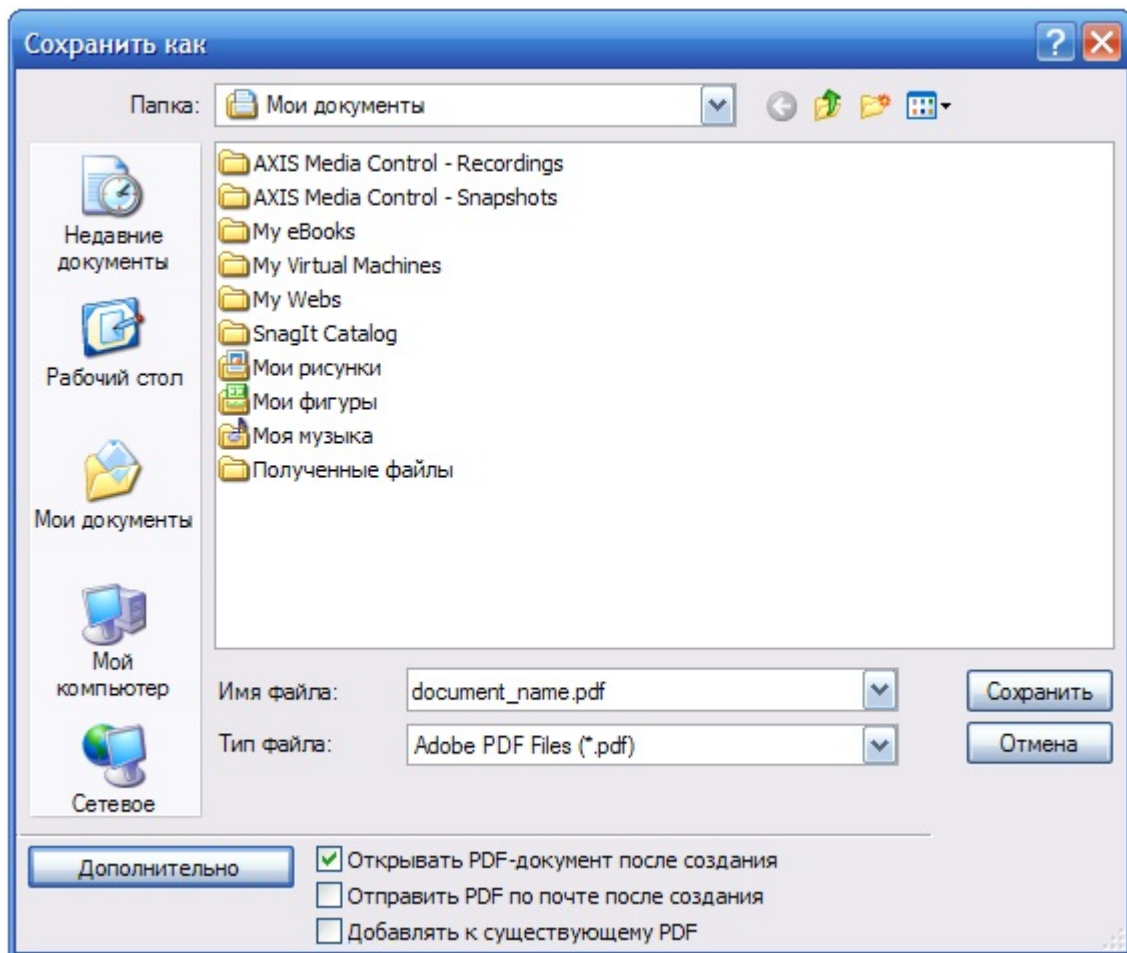 Сохранить как
Папка:
Мои документы
Недавние
документы
Рабочий стол
Мои документы
Мой
компьютер
Сетевое
AXIS Media Control - Recordings
AXIS Media Control - Snapshots
My eBooks
My Virtual Machines
My Webs
SnagIt Catalog
Мои рисунки
Мои фигуры
Моя музыка
Полученные файлы
Имя файла:
document_name.pdf
Сохранить
Тип файла:
Adobe PDF Files (*.pdf)
Отмена
Дополнительно
Открывать PDF-документ после создания
Отправить PDF по почте после создания
Добавлять к существующему PDF